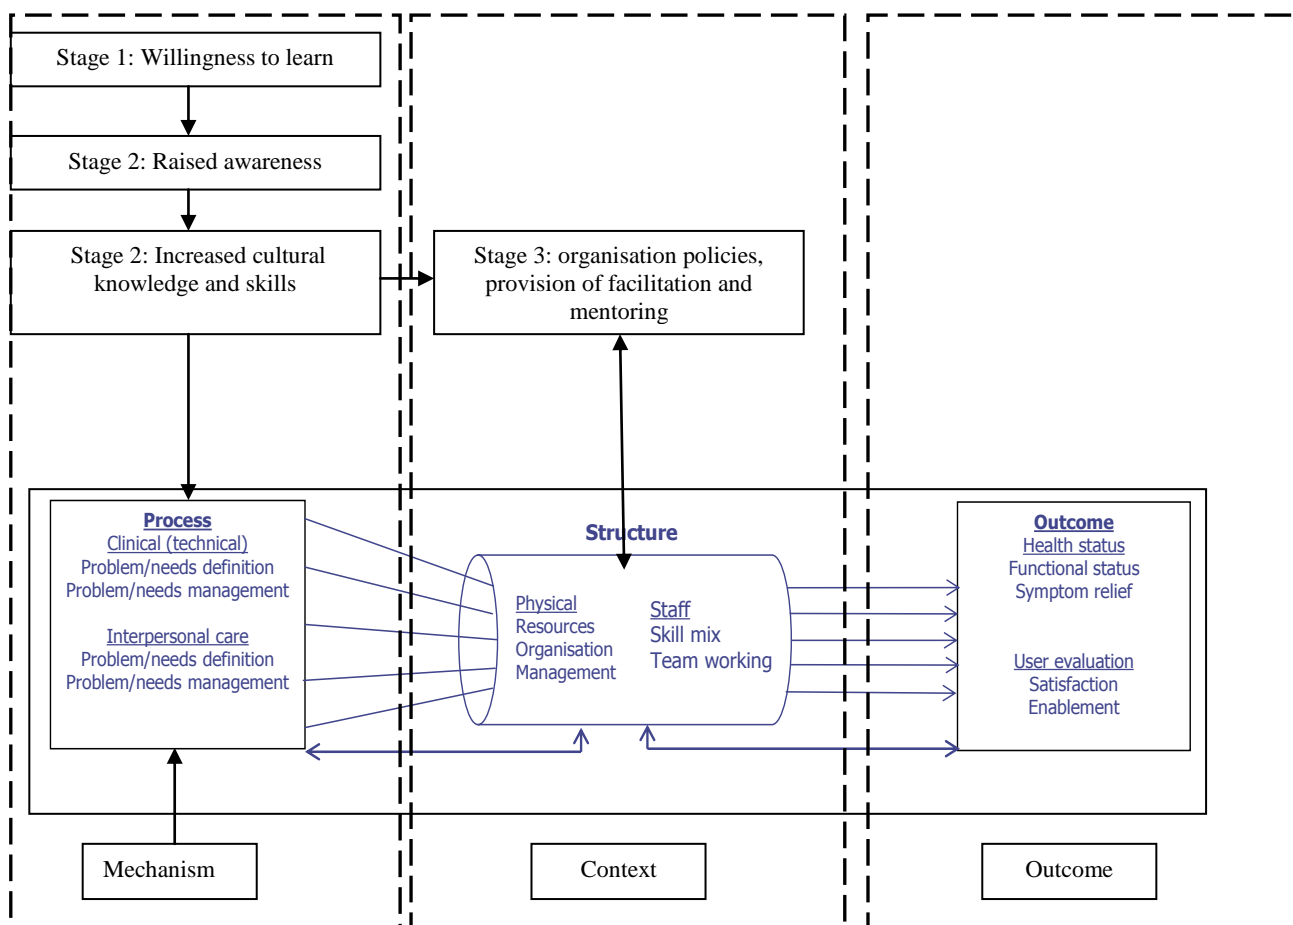 Stage 1: Willingness to learn
Stage 2: Raised awareness
Stage 2: Increased cultural
knowledge and skills
Stage 3: organisation policies,
provision of facilitation and
mentoring
Process
Clinical (technical)
Problem/needs definition
Problem/needs management
Interpersonal care
Problem/needs definition
Problem/needs management
Structure
Physical
Resources
Organisation
Management
Staff
Skill mix
Team working
Outcome
Health status
Functional status
Symptom relief
User evaluation
Satisfaction
Enablement
Mechanism
Context
Outcome